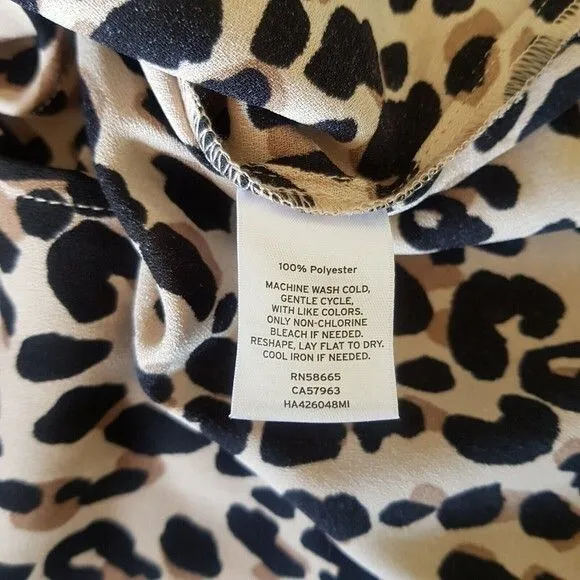 100% Polyester
MACHINE WASH COLD,
GENTLE CYCLE,
WITH LIKE COLORS.
ONLY NON-CHLORINE
BLEACH IF NEEDED.
RESHAPE, LAY FLAT TO DRY.
COOL IRON IF NEEDED.
RN58665
CA57963
HA426048MI